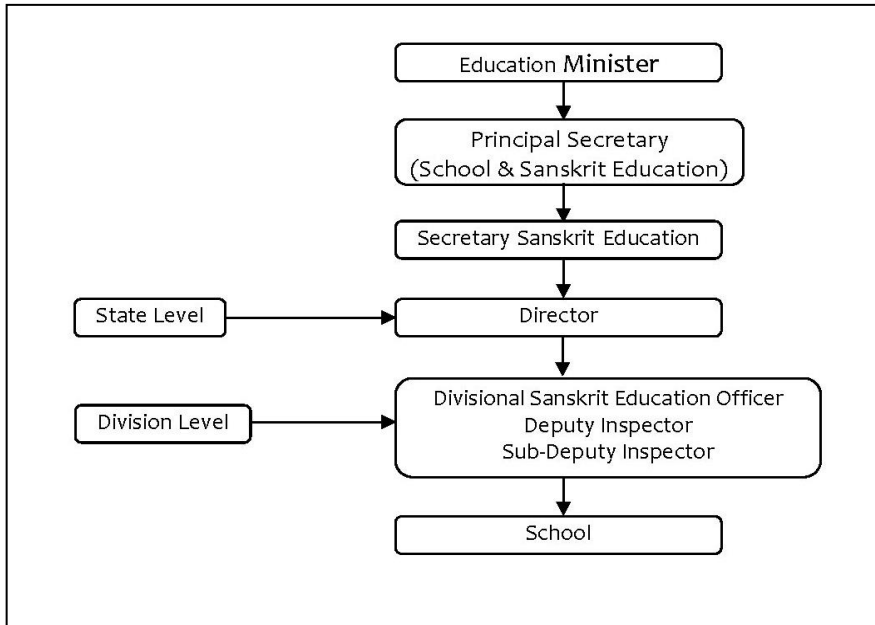 Education Minister
Principal Secretary
(School & Sanskrit Education)
Secretary Sanskrit Education
State Level
Director
Division Level
Divisional Sanskrit Education Officer
Deputy Inspector
Sub-Deputy Inspector
School